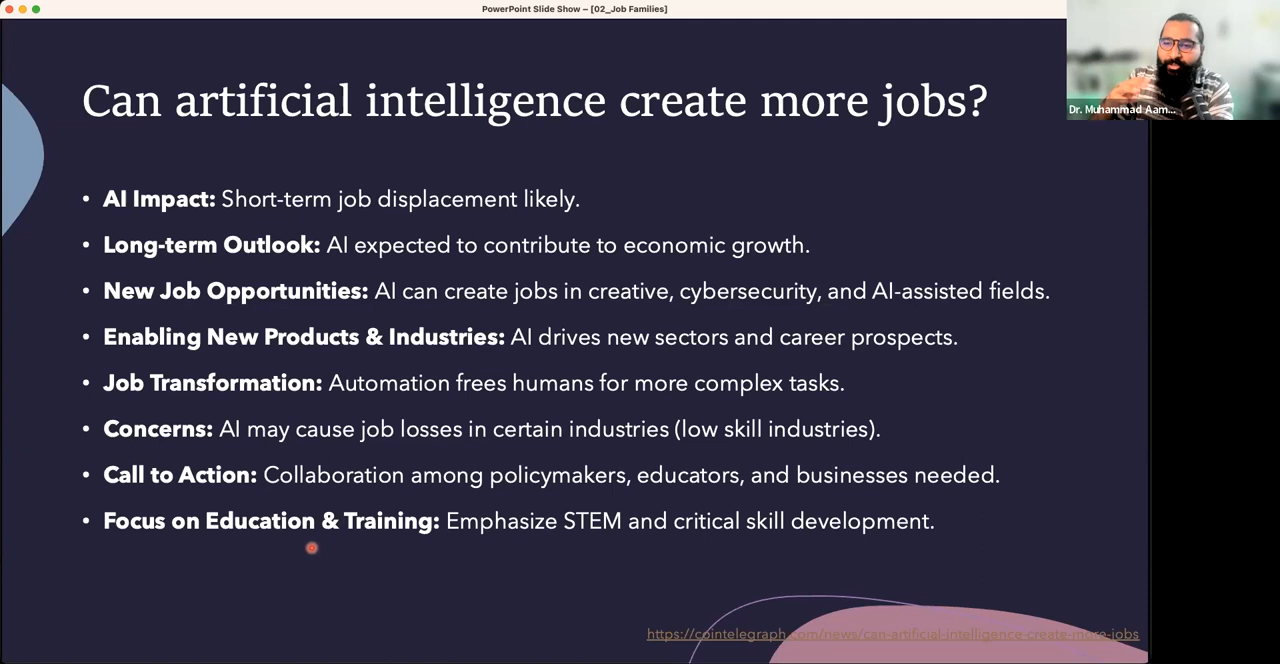 PowerPoint Slide Show – [02_Job Families]
Dr. Muhammad Aam...
Can artificial intelligence create more jobs?
• AI Impact: Short-term job displacement likely.
• Long-term Outlook: AI expected to contribute to economic growth.
• New Job Opportunities: AI can create jobs in creative, cybersecurity, and AI-assisted fields.
• Enabling New Products & Industries: AI drives new sectors and career prospects.
• Job Transformation: Automation frees humans for more complex tasks.
• Concerns: AI may cause job losses in certain industries (low skill industries).
• Call to Action: Collaboration among policymakers, educators, and businesses needed.
• Focus on Education & Training: Emphasize STEM and critical skill development.
https://cointelegraph.com/news/can-artificial-intelligence-create-more-jobs